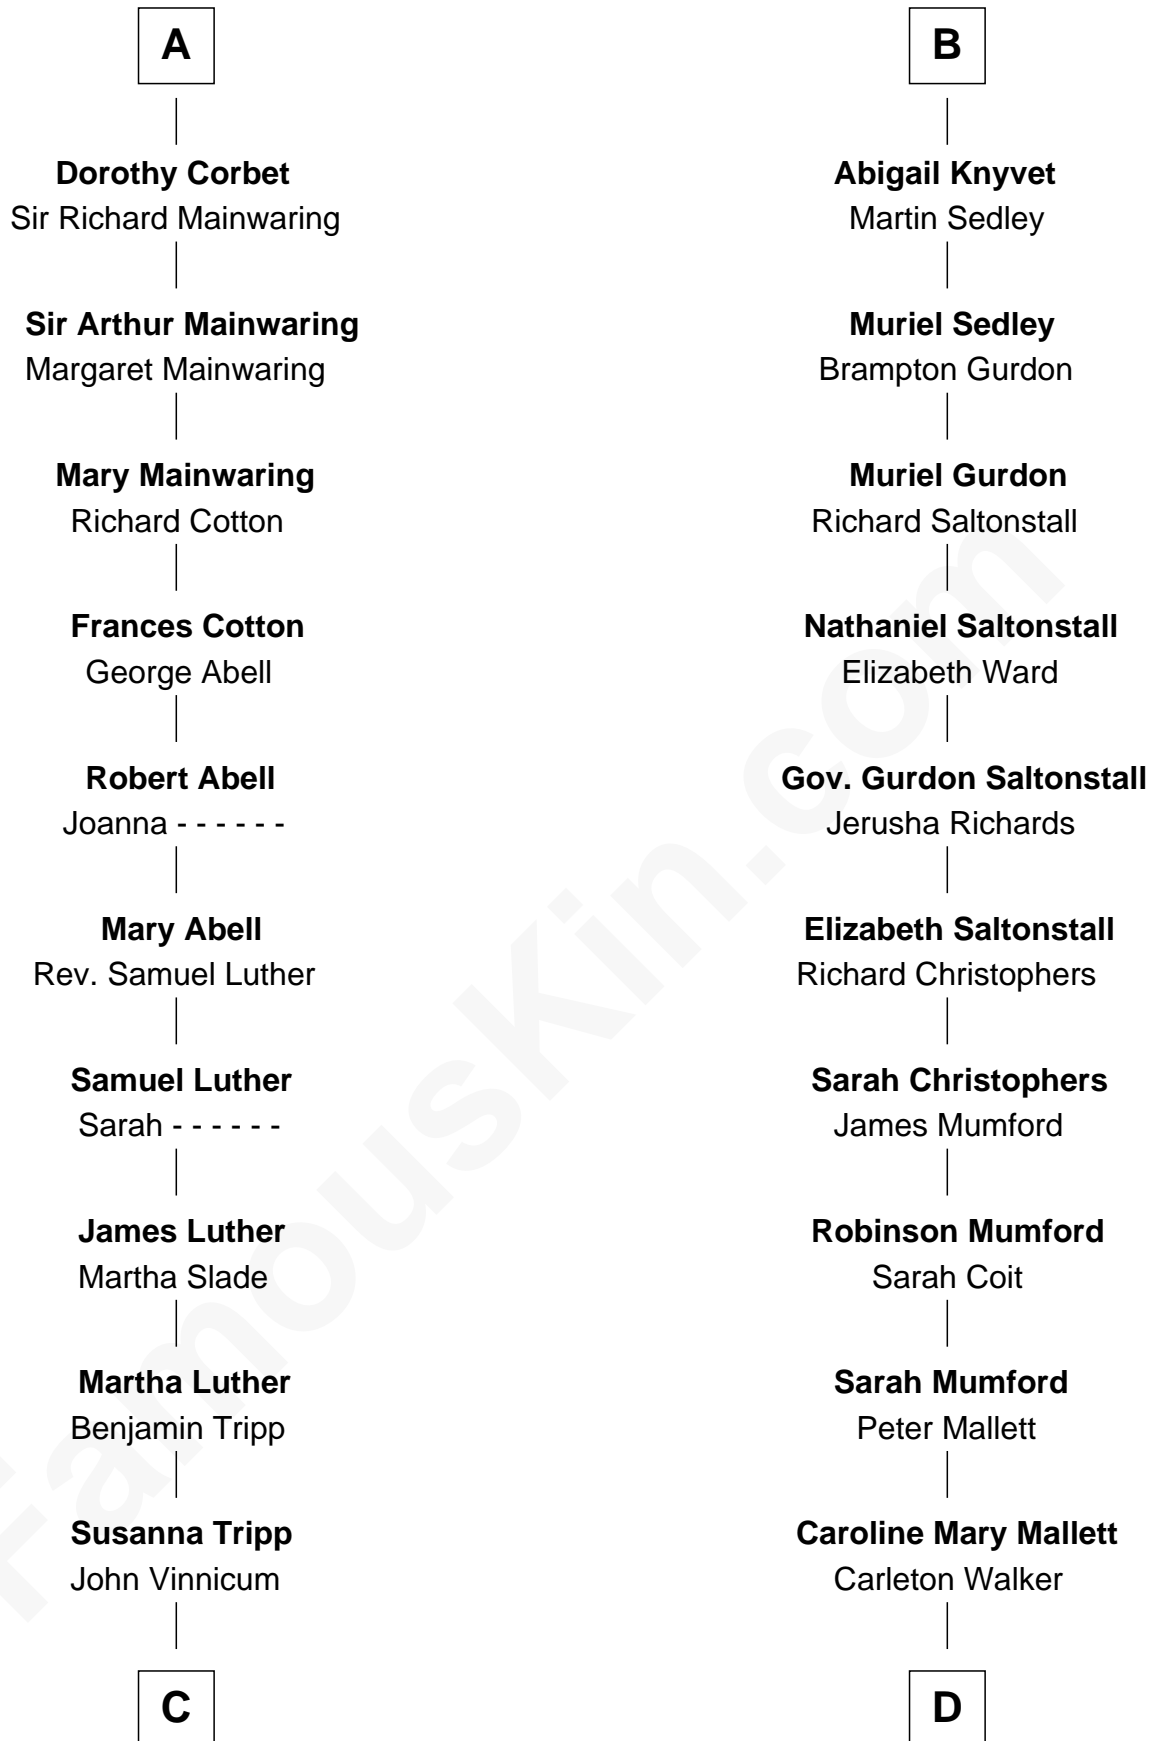 A
Dorothy Corbet
Sir Richard Mainwaring
Sir Arthur Mainwaring
Margaret Mainwaring
Mary Mainwaring
Richard Cotton
Frances Cotton
George Abell
Robert Abell
Joanna - - - - - -
Mary Abell
Rev. Samuel Luther
Samuel Luther
Sarah - - - - - -
James Luther
Martha Slade
Martha Luther
Benjamin Tripp
Susanna Tripp
John Vinnicum
C
B
Abigail Knyvet
Martin Sedley
Muriel Sedley
Brampton Gurdon
Muriel Gurdon
Richard Saltonstall
Nathaniel Saltonstall
Elizabeth Ward
Gov. Gurdon Saltonstall
Jerusha Richards
Elizabeth Saltonstall
Richard Christophers
Sarah Christophers
James Mumford
Robinson Mumford
Sarah Coit
Sarah Mumford
Peter Mallett
Caroline Mary Mallett
Carleton Walker
D
FamousKin.com